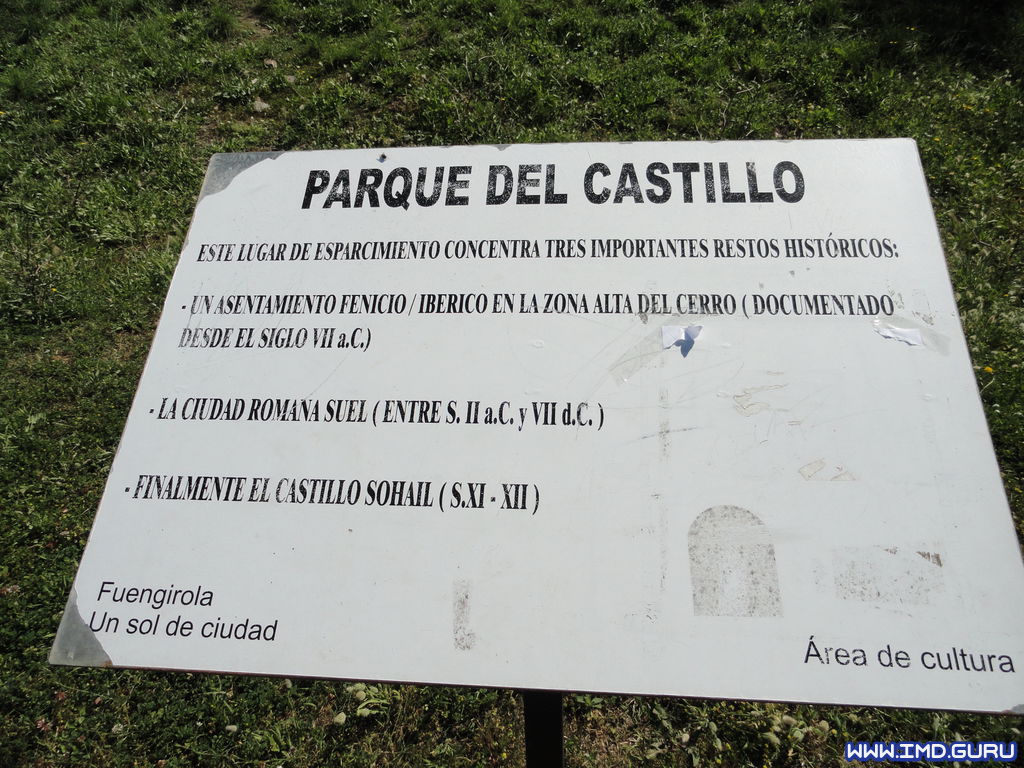 PARQUE DEL CASTILLO
ESTE LUGAR DE ESPARCIMIENTO CONCENTRA TRES IMPORTANTES RESTOS HISTÓRICOS:
- UN ASENTAMIENTO FENICIO / IBERICO EN LA ZONA ALTA DEL CERRO ( DOCUMENTADO
DESDE EL SIGLO VII a.C.)
- LA CIUDAD ROMANA SUEL ( ENTRE S. II a.C. y VII d.C. )
- FINALMENTE EL CASTILLO SOHAIL ( S.XI - XII )
Fuengirola
Un sol de ciudad
Área de cultura
WWW.IMD.GURU